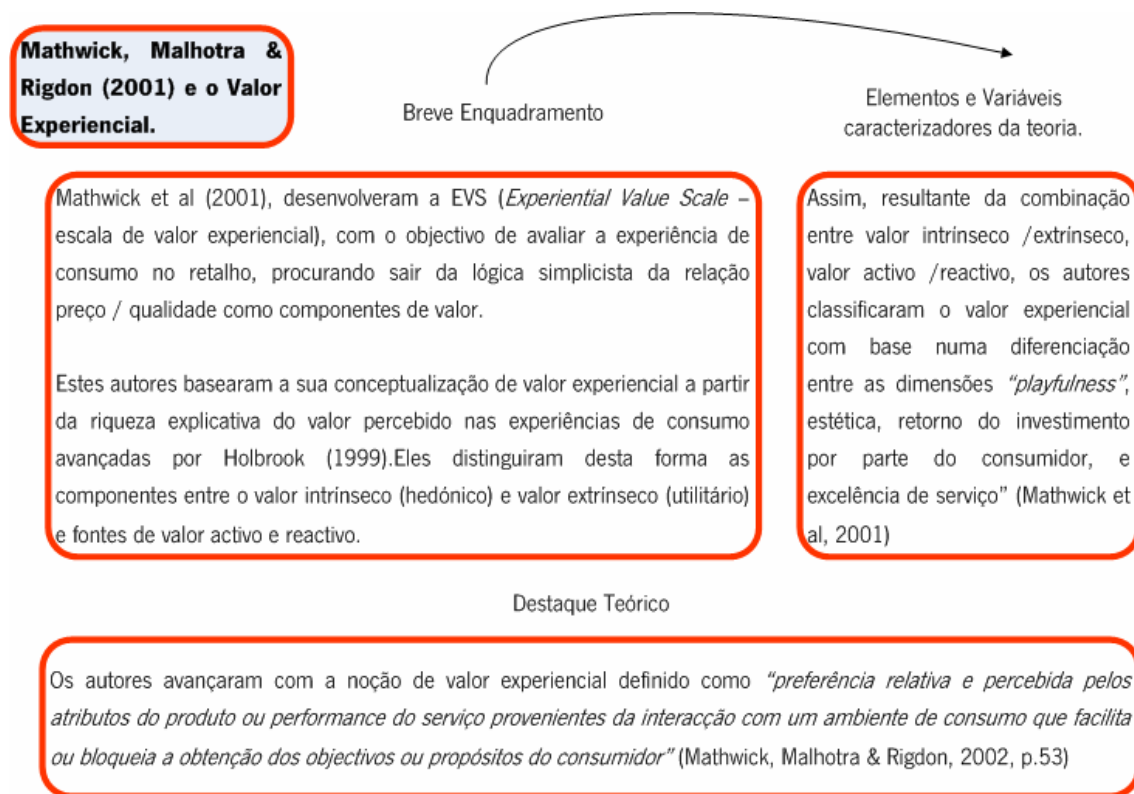 Mathwick, Malhotra &
Rigdon (2001) e o Valor
Experiencial.
Breve Enquadramento
Elementos e Variáveis
caracterizadores da teoria.
Mathwick et al (2001), desenvolveram a EVS (Experiential Value Scale –
escala de valor experiencial), com o objectivo de avaliar a experiência de
consumo no retalho, procurando sair da lógica simplicista da relação
preço / qualidade como componentes de valor.
Estes autores basearam a sua conceptualização de valor experiencial a partir
da riqueza explicativa do valor percebido nas experiências de consumo
avançadas por Holbrook (1999).Eles distinguiram desta forma as
componentes entre o valor intrínseco (hedónico) e valor extrínseco (utilitário)
e fontes de valor activo e reactivo.
Assim, resultante da combinação
entre valor intrínseco /extrínseco,
valor activo /reactivo, os autores
classificaram o valor experiencial
com base numa diferenciação
entre as dimensões “playfulness”,
estética, retorno do investimento
por parte do consumidor, e
excelência de serviço” (Mathwick et
al, 2001)
Destaque Teórico
Os autores avançaram com a noção de valor experiencial definido como “preferência relativa e percebida pelos
atributos do produto ou performance do serviço provenientes da interacção com um ambiente de consumo que facilita
ou bloqueia a obtenção dos objectivos ou propósitos do consumidor” (Mathwick, Malhotra & Rigdon, 2002, p.53)